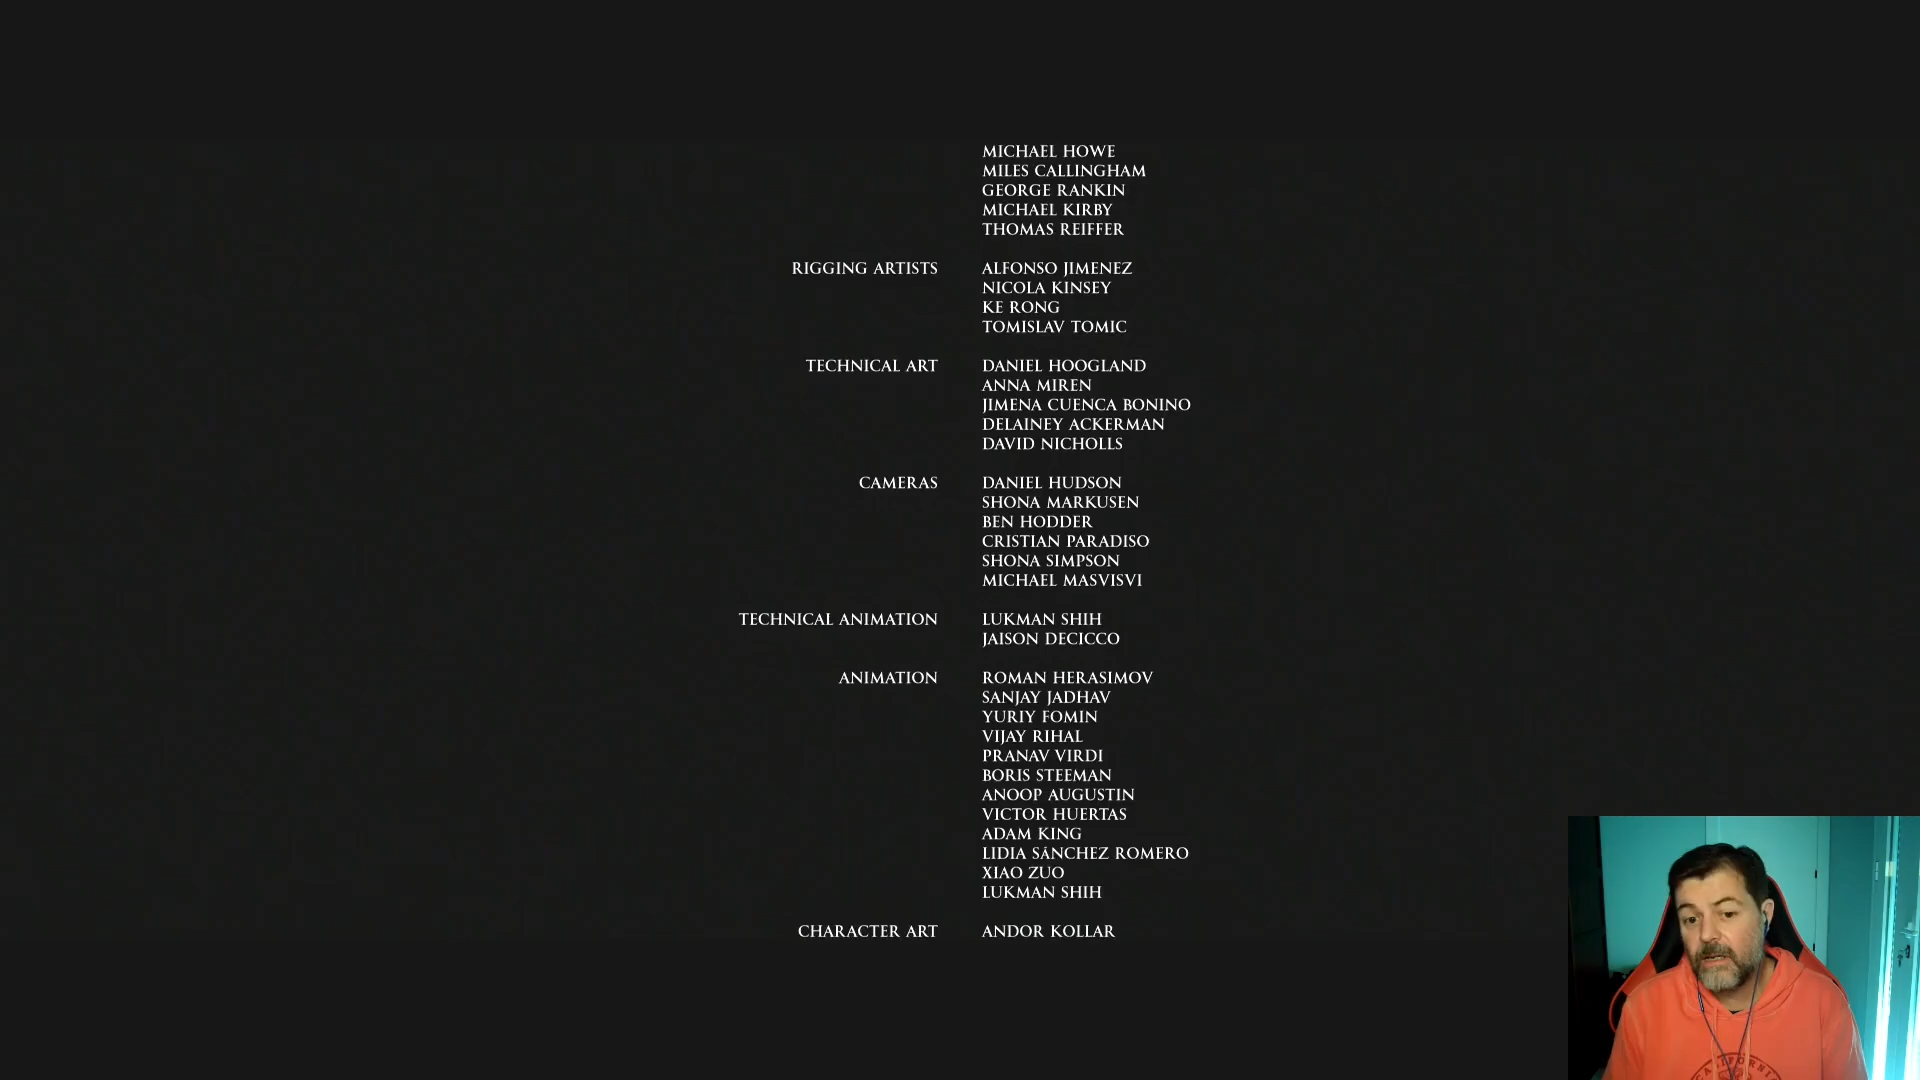 MICHAEL HOWE
MILES CALLINGHAM
GEORGE RANKIN
MICHAEL KIRBY
THOMAS REIFFER
RIGGING ARTISTS ALFONSO JIMENEZ
NICOLA KINSEY
KE RONG
TOMISLAV TOMIC
TECHNICAL ART DANIEL HOOGLAND
ANNA MIREN
JIMENA CUENCA BONINO
DELAINEY ACKERMAN
DAVID NICHOLLS
CAMERAS DANIEL HUDSON
SHONA MARKUSEN
BEN HODDER
CRISTIAN PARADISO
SHONA SIMPSON
MICHAEL MASVISVI
TECHNICAL ANIMATION LUKMAN SHIH
JAISON DECICCO
ANIMATION ROMAN HERASIMOV
SANJAY JADHAV
YURIY FOMIN
VIJAY RIHAL
PRANAV VIRDI
BORIS STEEMAN
ANOOP AUGUSTIN
VICTOR HUERTAS
ADAM KING
LIDIA SÁNCHEZ ROMERO
XIAO ZUO
LUKMAN SHIH
CHARACTER ART ANDOR KOLLAR